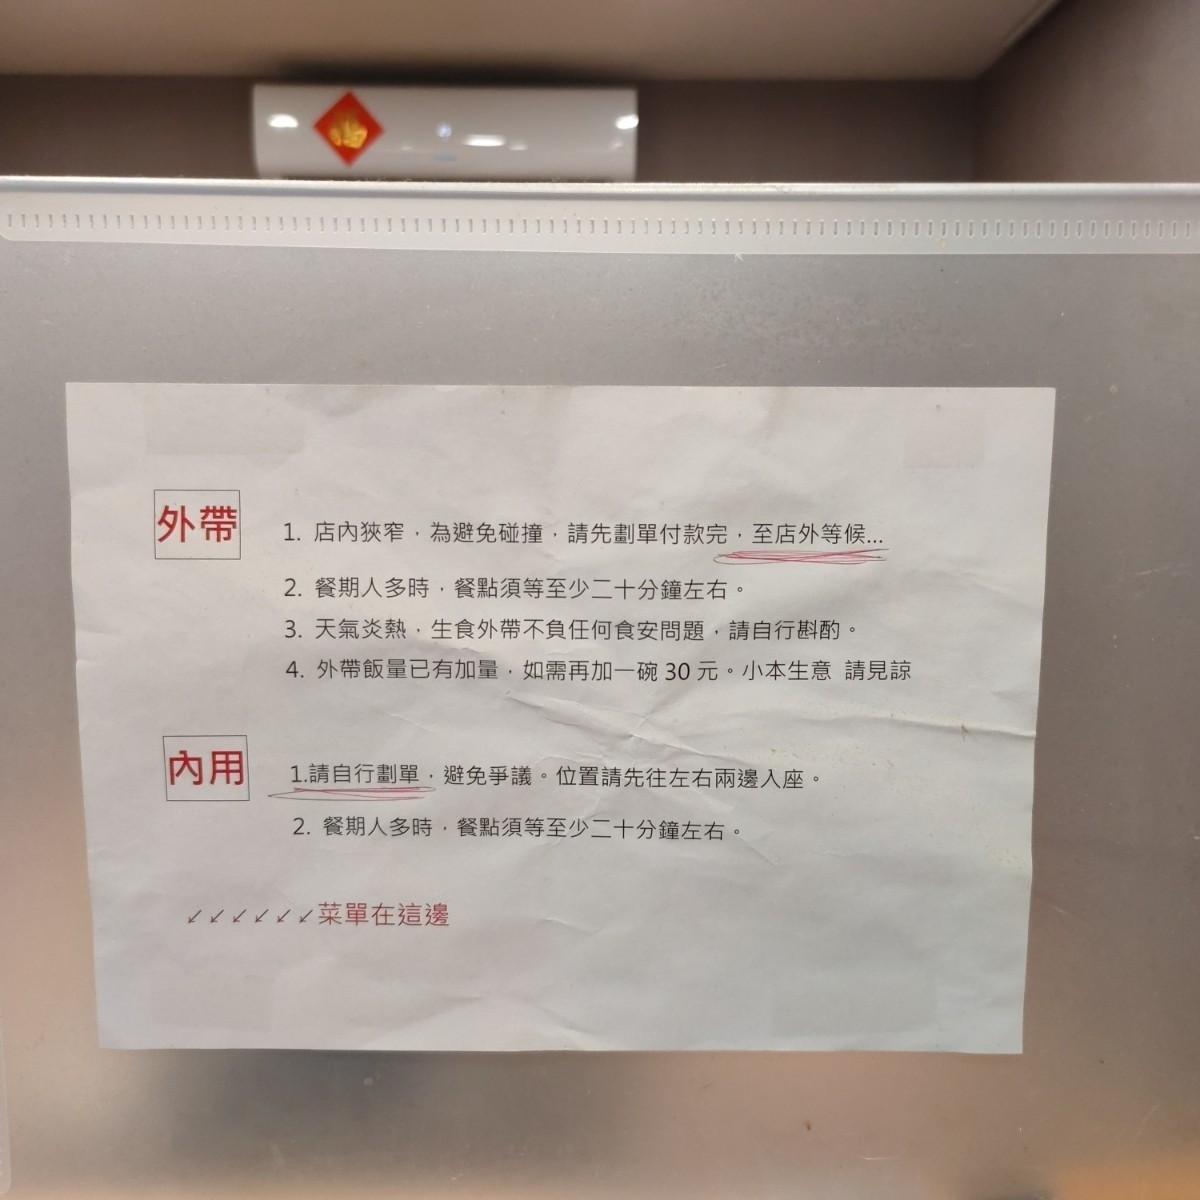 外帶
1. 店內狹窄，為避免碰撞，請先劃單付款完，至店外等候...
2. 餐期人多時，餐點須等至少二十分鐘左右。
3. 天氣炎熱，生食外帶不負任何食安問題，請自行斟酌。
4. 外帶飯量已有加量，如需再加一碗 30 元。小本生意 請見諒
內用
1.請自行劃單，避免爭議。位置請先往左右兩邊入座。
2. 餐期人多時，餐點須等至少二十分鐘左右。
↙↙↙↙↙↙菜單在這邊